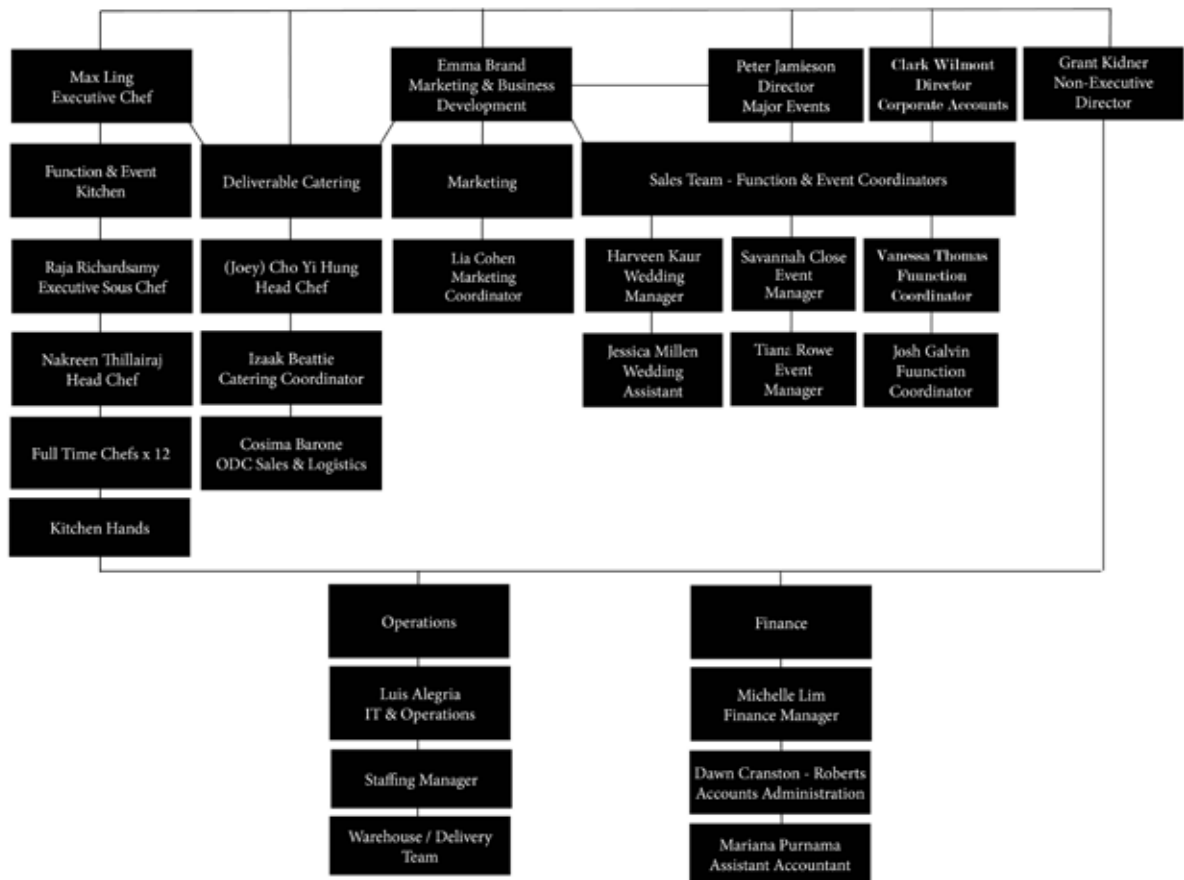 Max Ling
Executive Chef
Emma Brand
Marketing & Business
Development
Peter Jamieson
Director
Major Events
Clark Wilmont
Director
Corporate Accounts
Grant Kidner
Non-Executive
Director
Function & Event
Kitchen
Deliverable Catering
Marketing
Sales Team - Function & Event Coordinators
Raja Richardsamy
Executive Sous Chef
(Joey) Cho Yi Hung
Head Chef
Lia Cohen
Marketing
Coordinator
Harveen Kaur
Wedding
Manager
Savannah Close
Event
Manager
Vanessa Thomas
Fuunction
Coordinator
Nakreen Thillairaj
Head Chef
Izaak Beattie
Catering Coordinator
Jessica Millen
Wedding
Assistant
Tiana Rowe
Event
Manager
Josh Galvin
Fuunction
Coordinator
Full Time Chefs x 12
Cosima Barone
ODC Sales & Logistics
Kitchen Hands
Operations
Finance
Luis Alegria
IT & Operations
Michelle Lim
Finance Manager
Staffing Manager
Dawn Cranston - Roberts
Accounts Administration
Warehouse / Delivery
Team
Mariana Purnama
Assistant Accountant